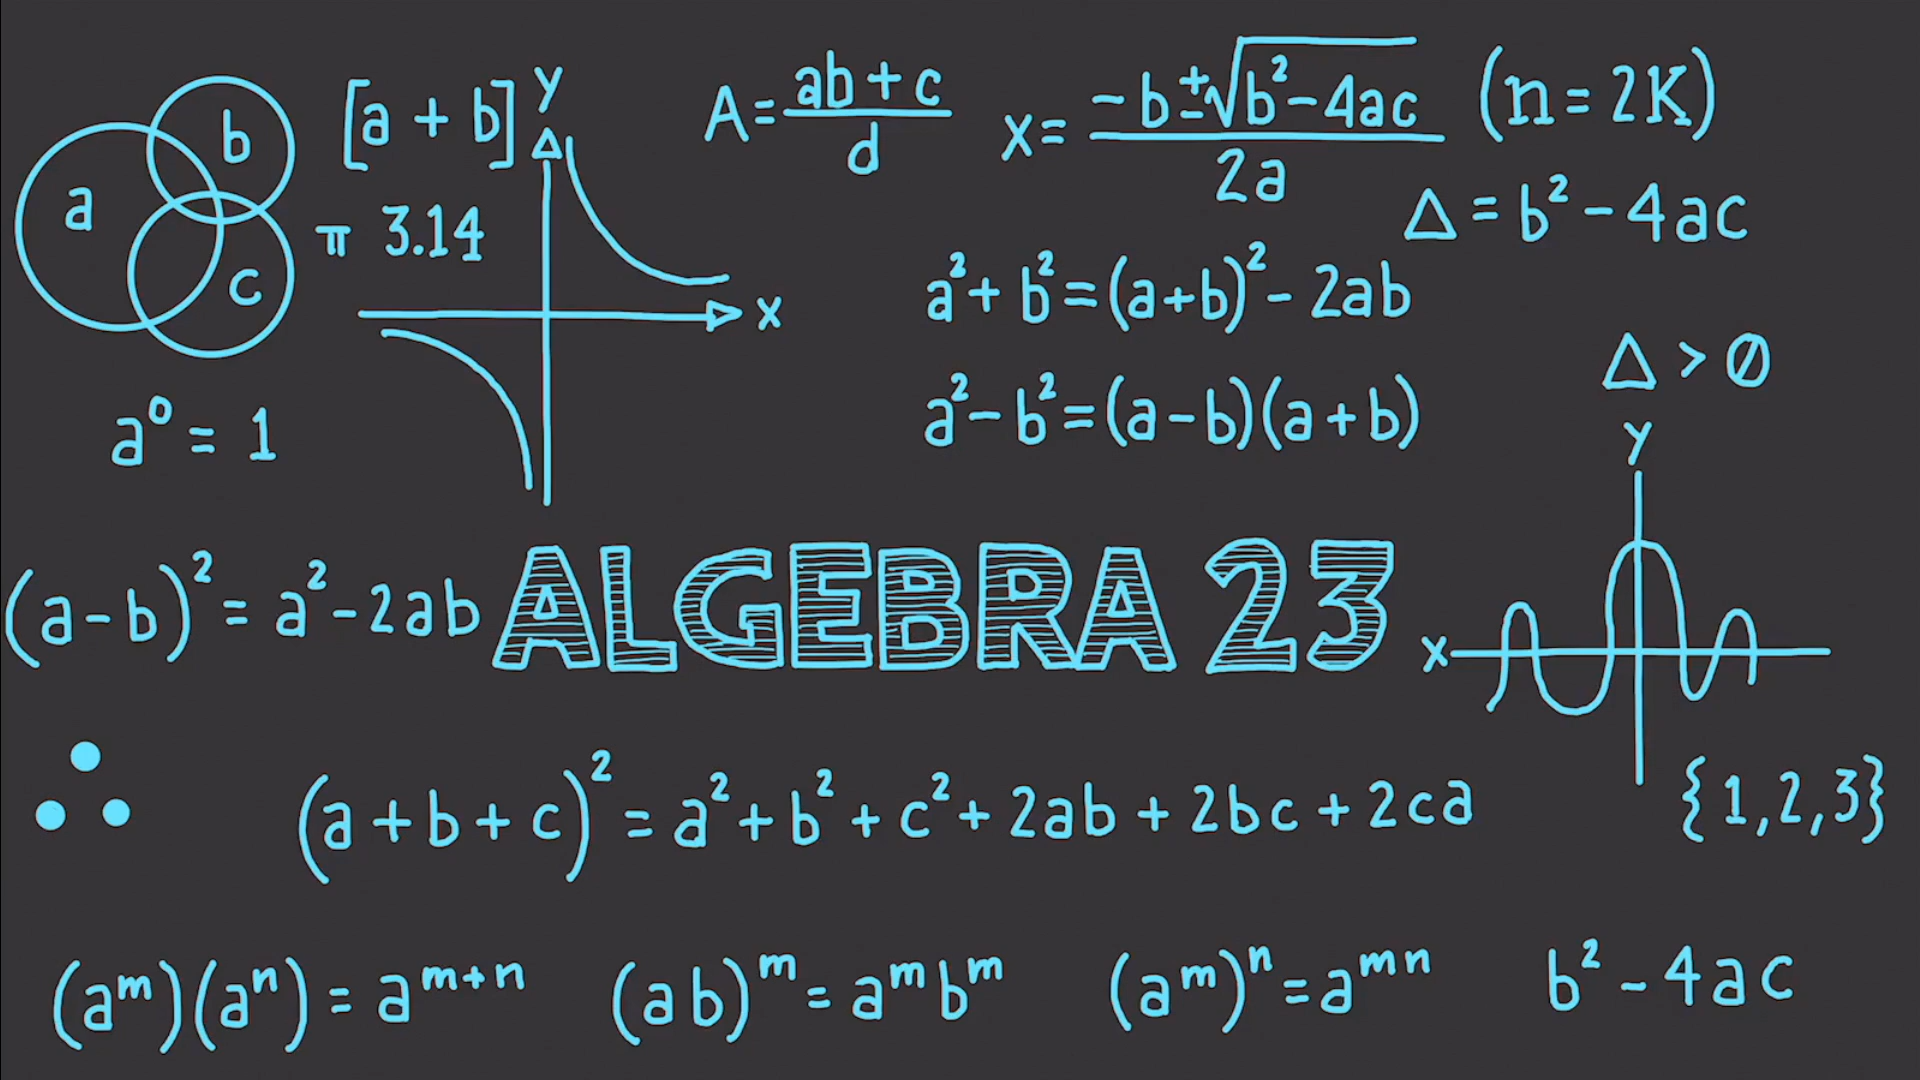 a
b
c
[a + b]
π 3.14
a⁰ = 1
y
x
A = (ab + c)/d
x = (-b ± √(b² - 4ac))/2a
(n = 2K)
Δ = b² - 4ac
a² + b² = (a+b)² - 2ab
a² - b² = (a-b)(a+b)
Δ > 0
y
x
(a-b)² = a² - 2ab
ALGEBRA 23
∴
(a + b + c)² = a² + b² + c² + 2ab + 2bc + 2ca
{1,2,3}
(aᵐ)(aⁿ) = aᵐ⁺ⁿ
(ab)ᵐ = aᵐbᵐ
(aᵐ)ⁿ = aᵐⁿ
b² - 4ac